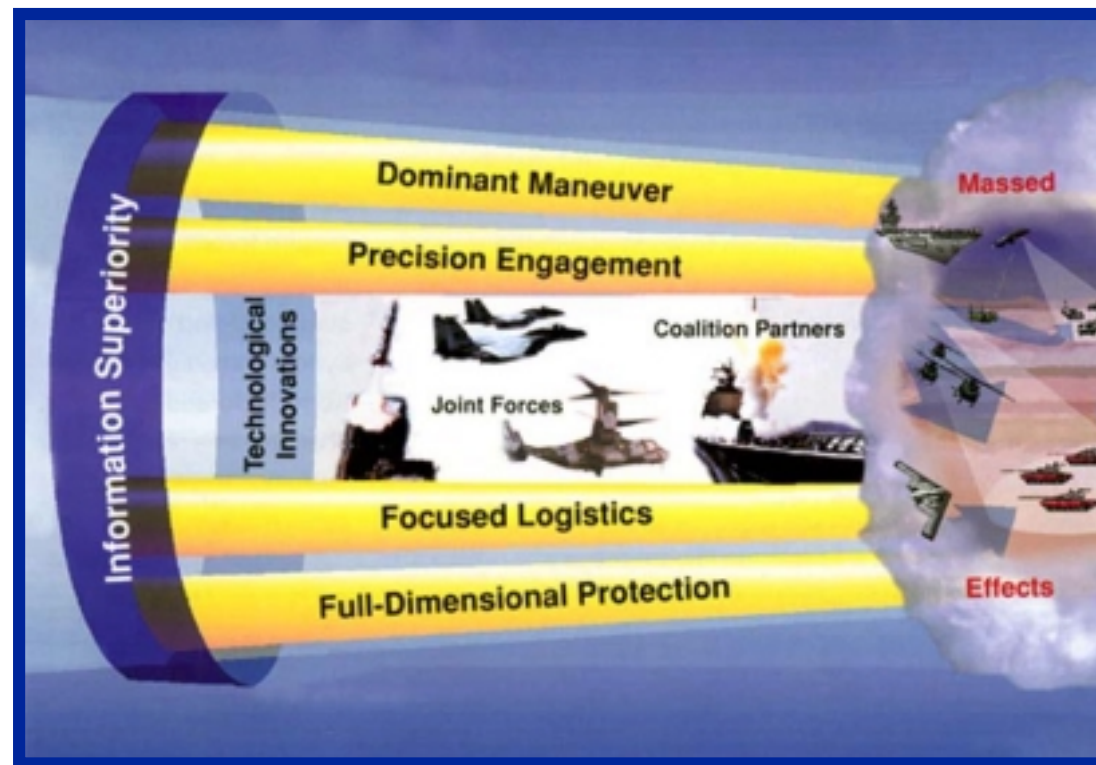 Information Superiority
Technological
Innovations
Dominant Maneuver
Precision Engagement
Coalition Partners
Joint Forces
Focused Logistics
Full-Dimensional Protection
Massed
Effects